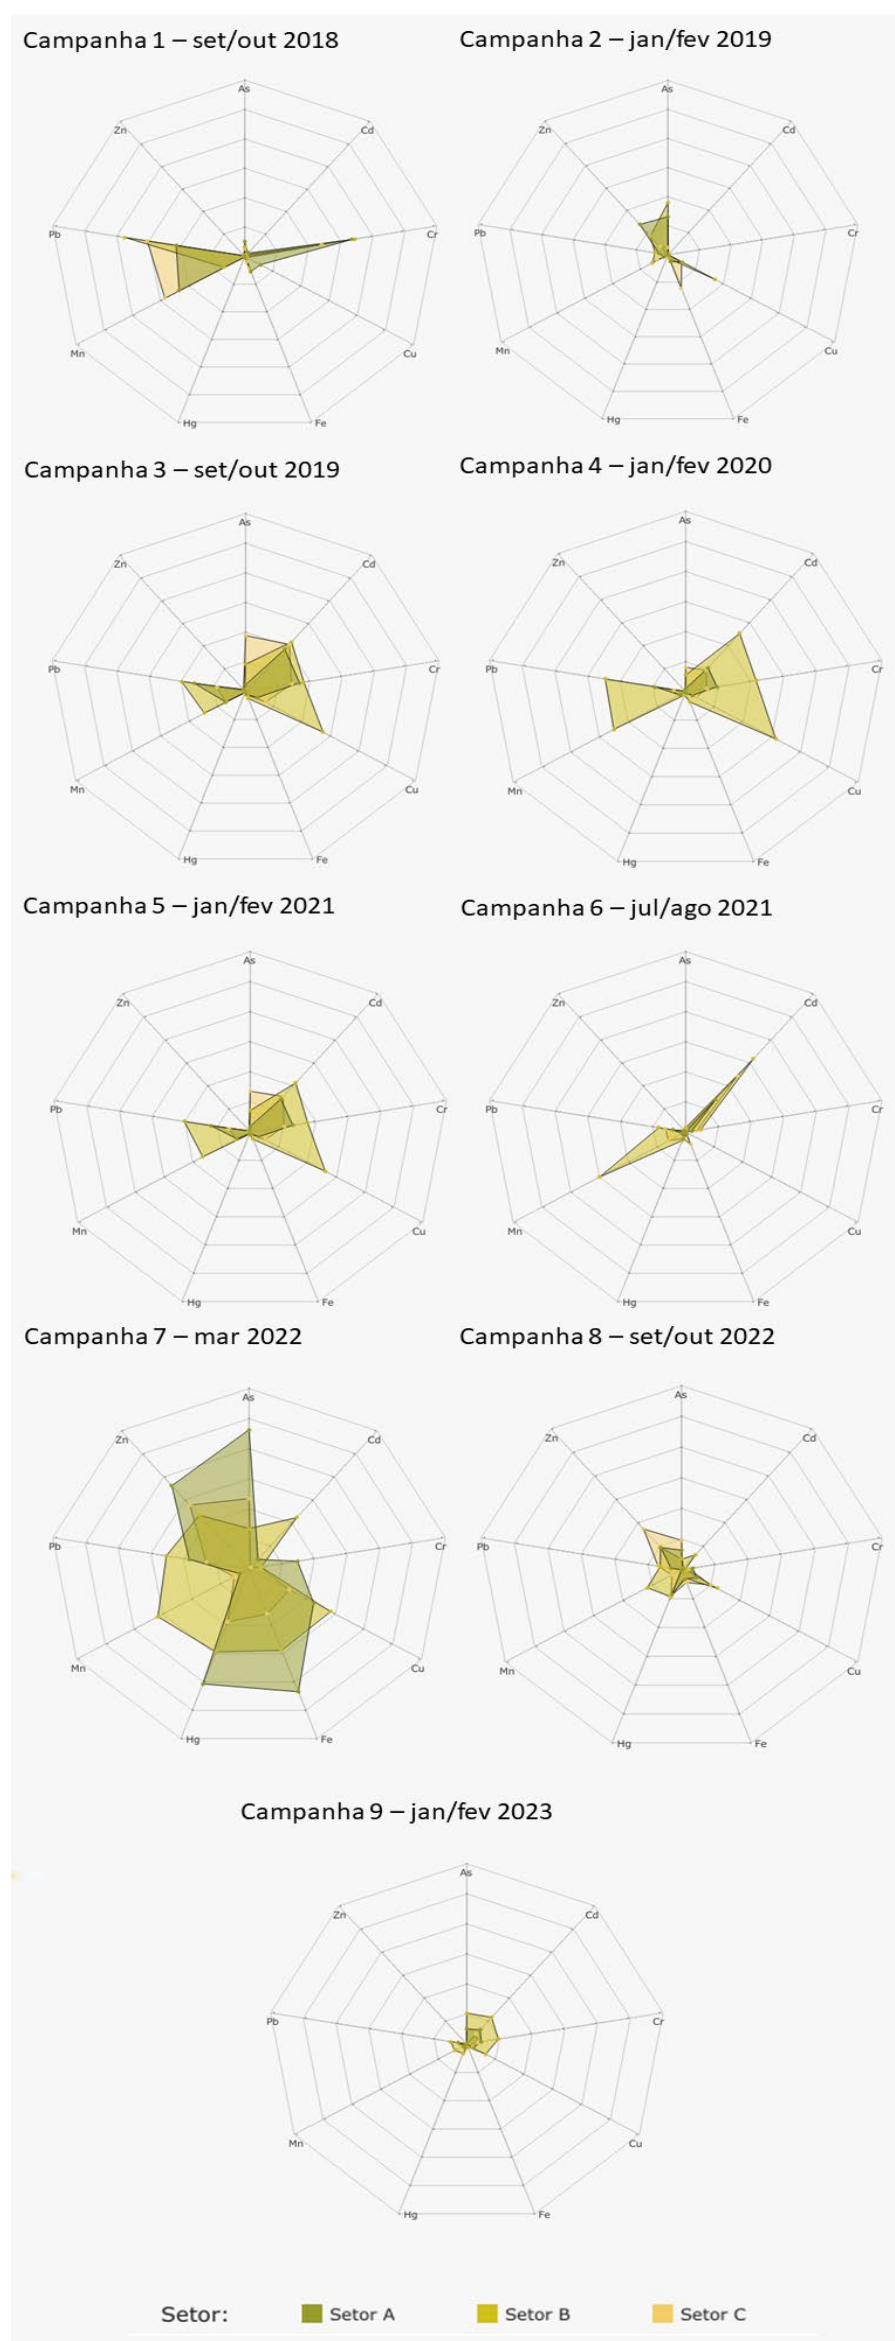 Campanha 1 – set/out 2018
Campanha 2 – jan/fev 2019
As
Zn
Cd
Pb
Cr
Mn
Cu
Hg
Fe
As
Zn
Cd
Pb
Cr
Mn
Cu
Hg
Fe
Campanha 3 – set/out 2019
Campanha 4 – jan/fev 2020
As
Zn
Cd
Pb
Cr
Mn
Cu
Hg
Fe
As
Zn
Cd
Pb
Cr
Mn
Cu
Hg
Fe
Campanha 5 – jan/fev 2021
Campanha 6 – jul/ago 2021
As
Zn
Cd
Pb
Cr
Mn
Cu
Hg
Fe
As
Zn
Cd
Pb
Cr
Mn
Cu
Hg
Fe
Campanha 7 – mar 2022
Campanha 8 – set/out 2022
As
Zn
Cd
Pb
Cr
Mn
Cu
Hg
Fe
As
Zn
Cd
Pb
Cr
Mn
Cu
Hg
Fe
Campanha 9 – jan/fev 2023
As
Zn
Cd
Pb
Cr
Mn
Cu
Hg
Fe
Setor: Setor A Setor B Setor C